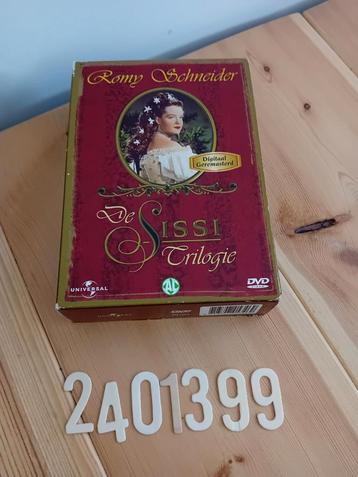 Romy Schneider
Digitaal
Geremasterd
De
SISSI
Trilogie
UNIVERSAL
AL
DVD
2401399